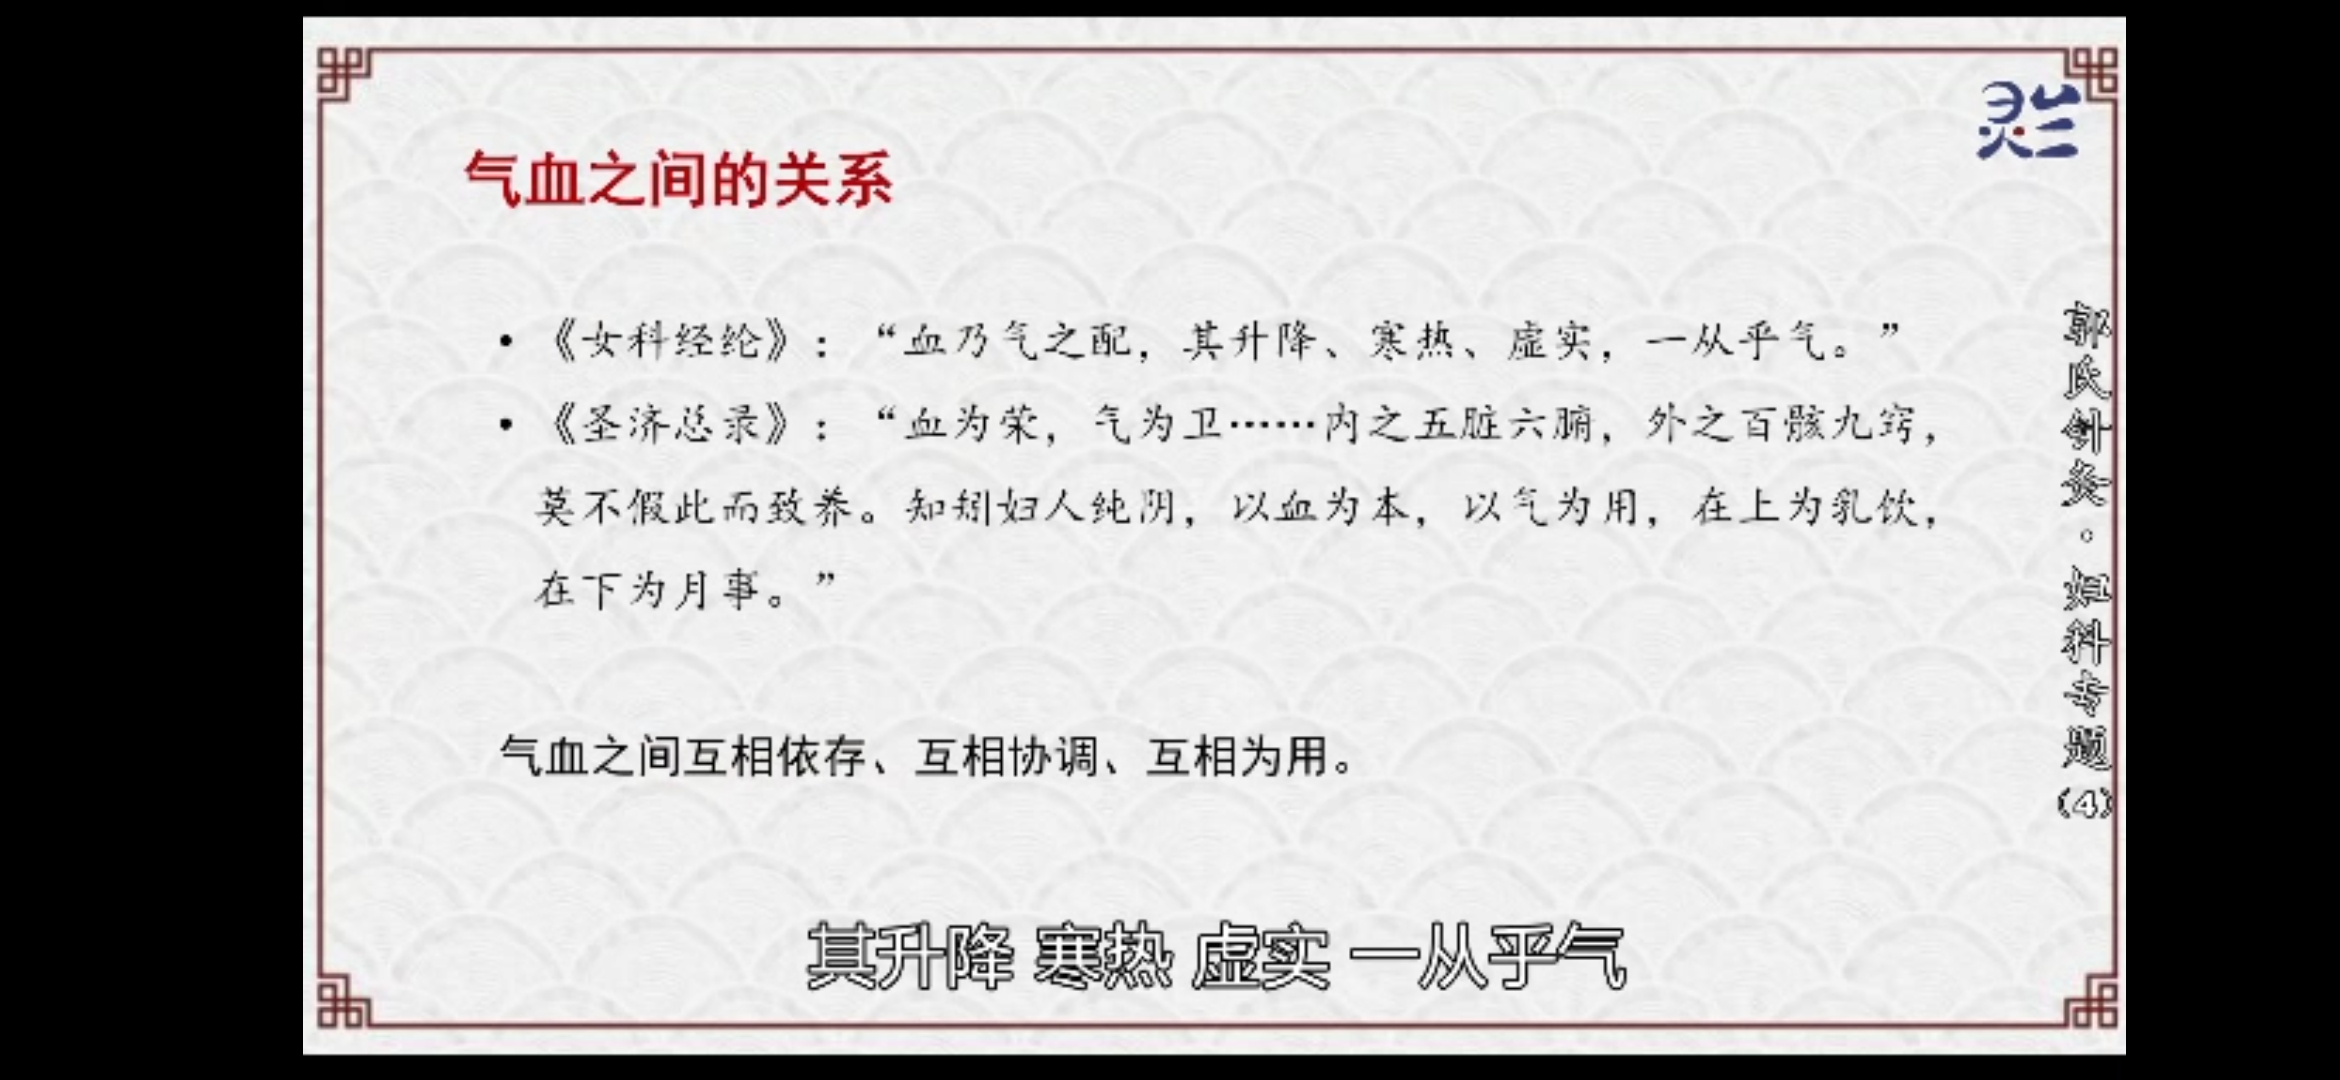 气血之间的关系
• 《女科经纶》：“血乃气之配，其升降、寒热、虚实，一从乎气。”
• 《圣济总录》：“血为荣，气为卫……内之五脏六腑，外之百骸九窍，
莫不假此而致养。知矧妇人纯阴，以血为本，以气为用，在上为乳饮，
在下为月事。”
气血之间互相依存、互相协调、互相为用。
其升降 寒热 虚实 一从乎气
灵兰
郭氏针灸·妇科专题(4)